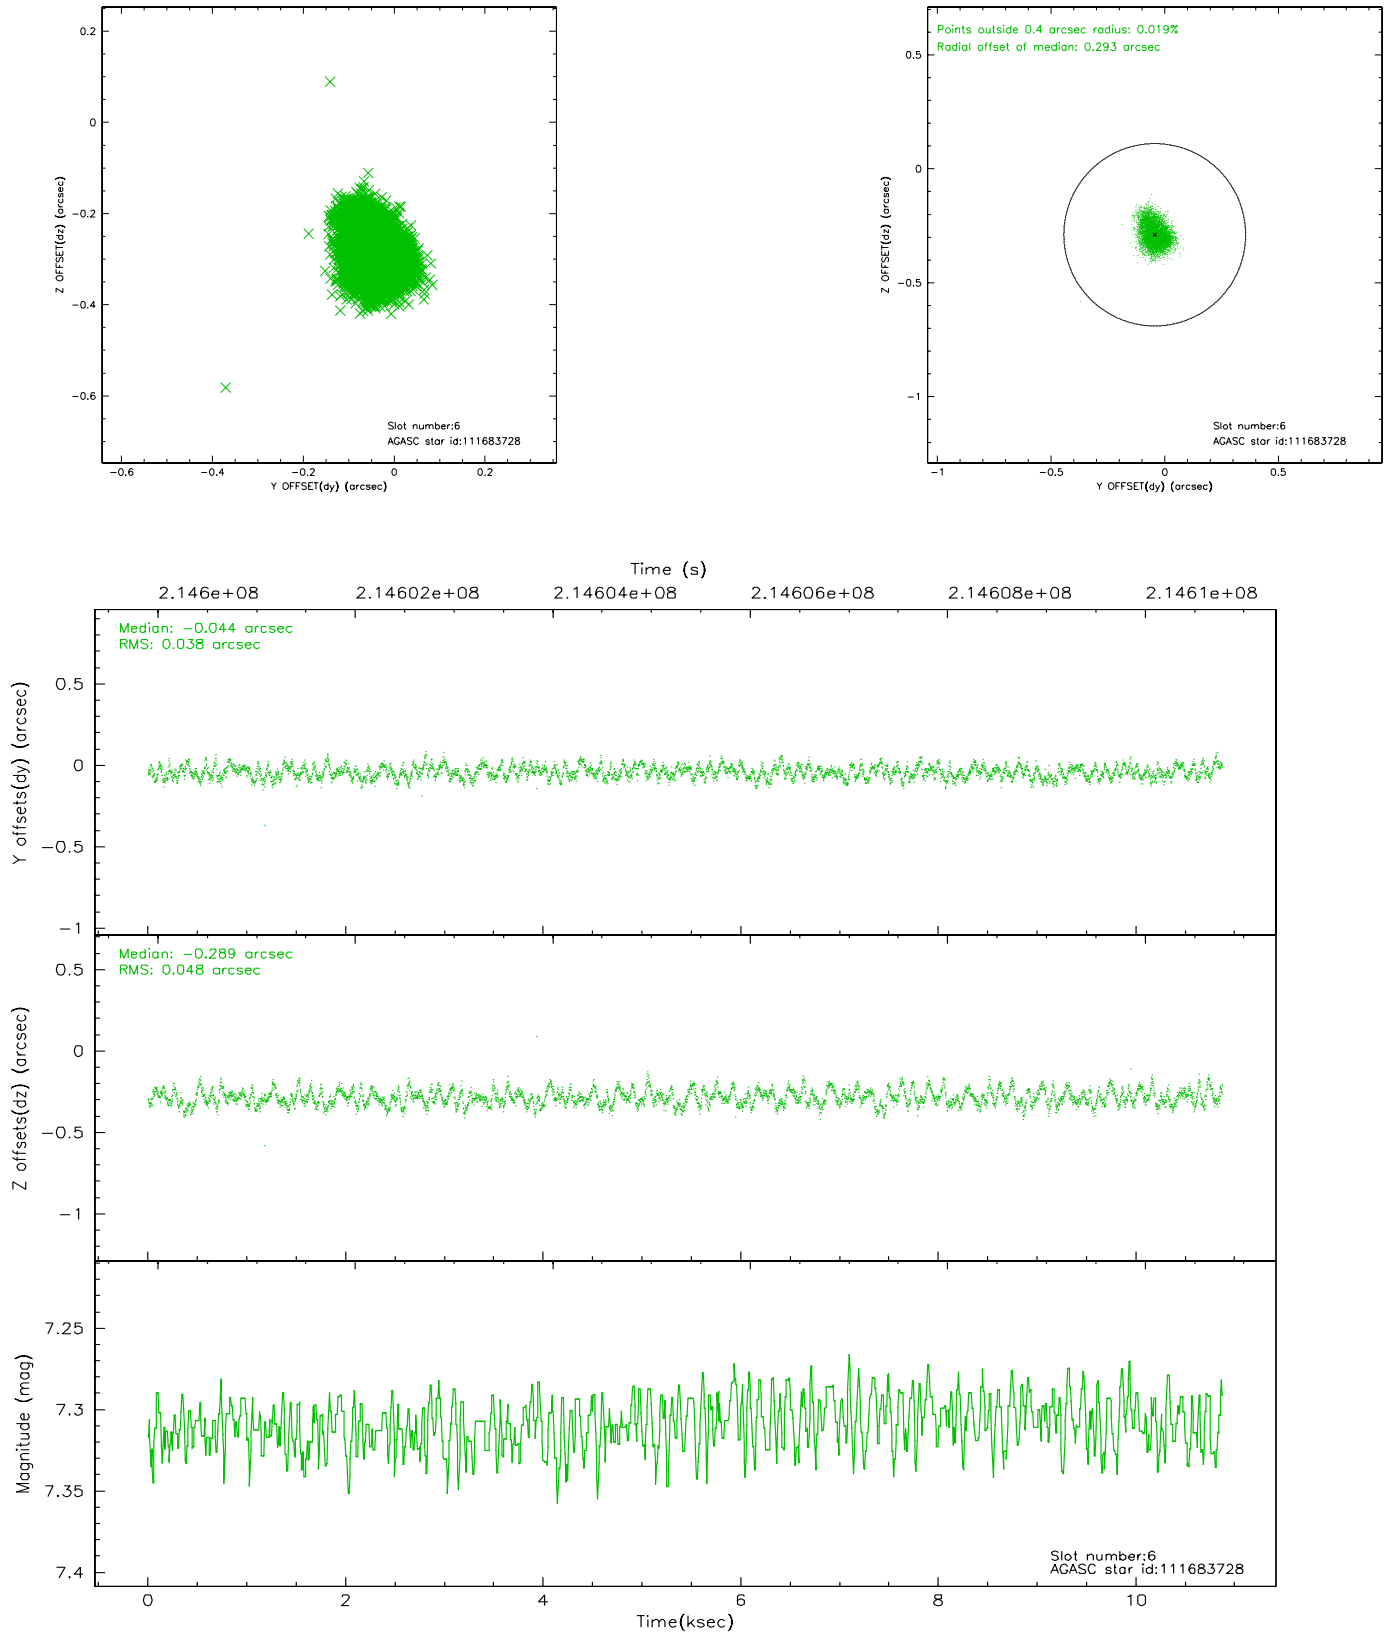 0.2
0
−0.2
−0.4
−0.6
Z OFFSET(dz) (arcsec)
Slot number:6
AGASC star id:111683728
−0.6 −0.4 −0.2 0 0.2
Y OFFSET(dy) (arcsec)
Points outside 0.4 arcsec radius: 0.019%
Radial offset of median: 0.293 arcsec
0.5
0
−0.5
−1
Z OFFSET(dz) (arcsec)
Slot number:6
AGASC star id:111683728
−1 −0.5 0 0.5
Y OFFSET(dy) (arcsec)
Time (s)
2.146e+08 2.14602e+08 2.14604e+08 2.14606e+08 2.14608e+08 2.1461e+08
Median: −0.044 arcsec
RMS: 0.038 arcsec
0.5
0
−0.5
−1
Y offsets(dy) (arcsec)
Median: −0.289 arcsec
RMS: 0.048 arcsec
0.5
0
−0.5
−1
Z offsets(dz) (arcsec)
7.25
7.3
7.35
7.4
Magnitude (mag)
Slot number:6
AGASC star id:111683728
0 2 4 6 8 10
Time(ksec)